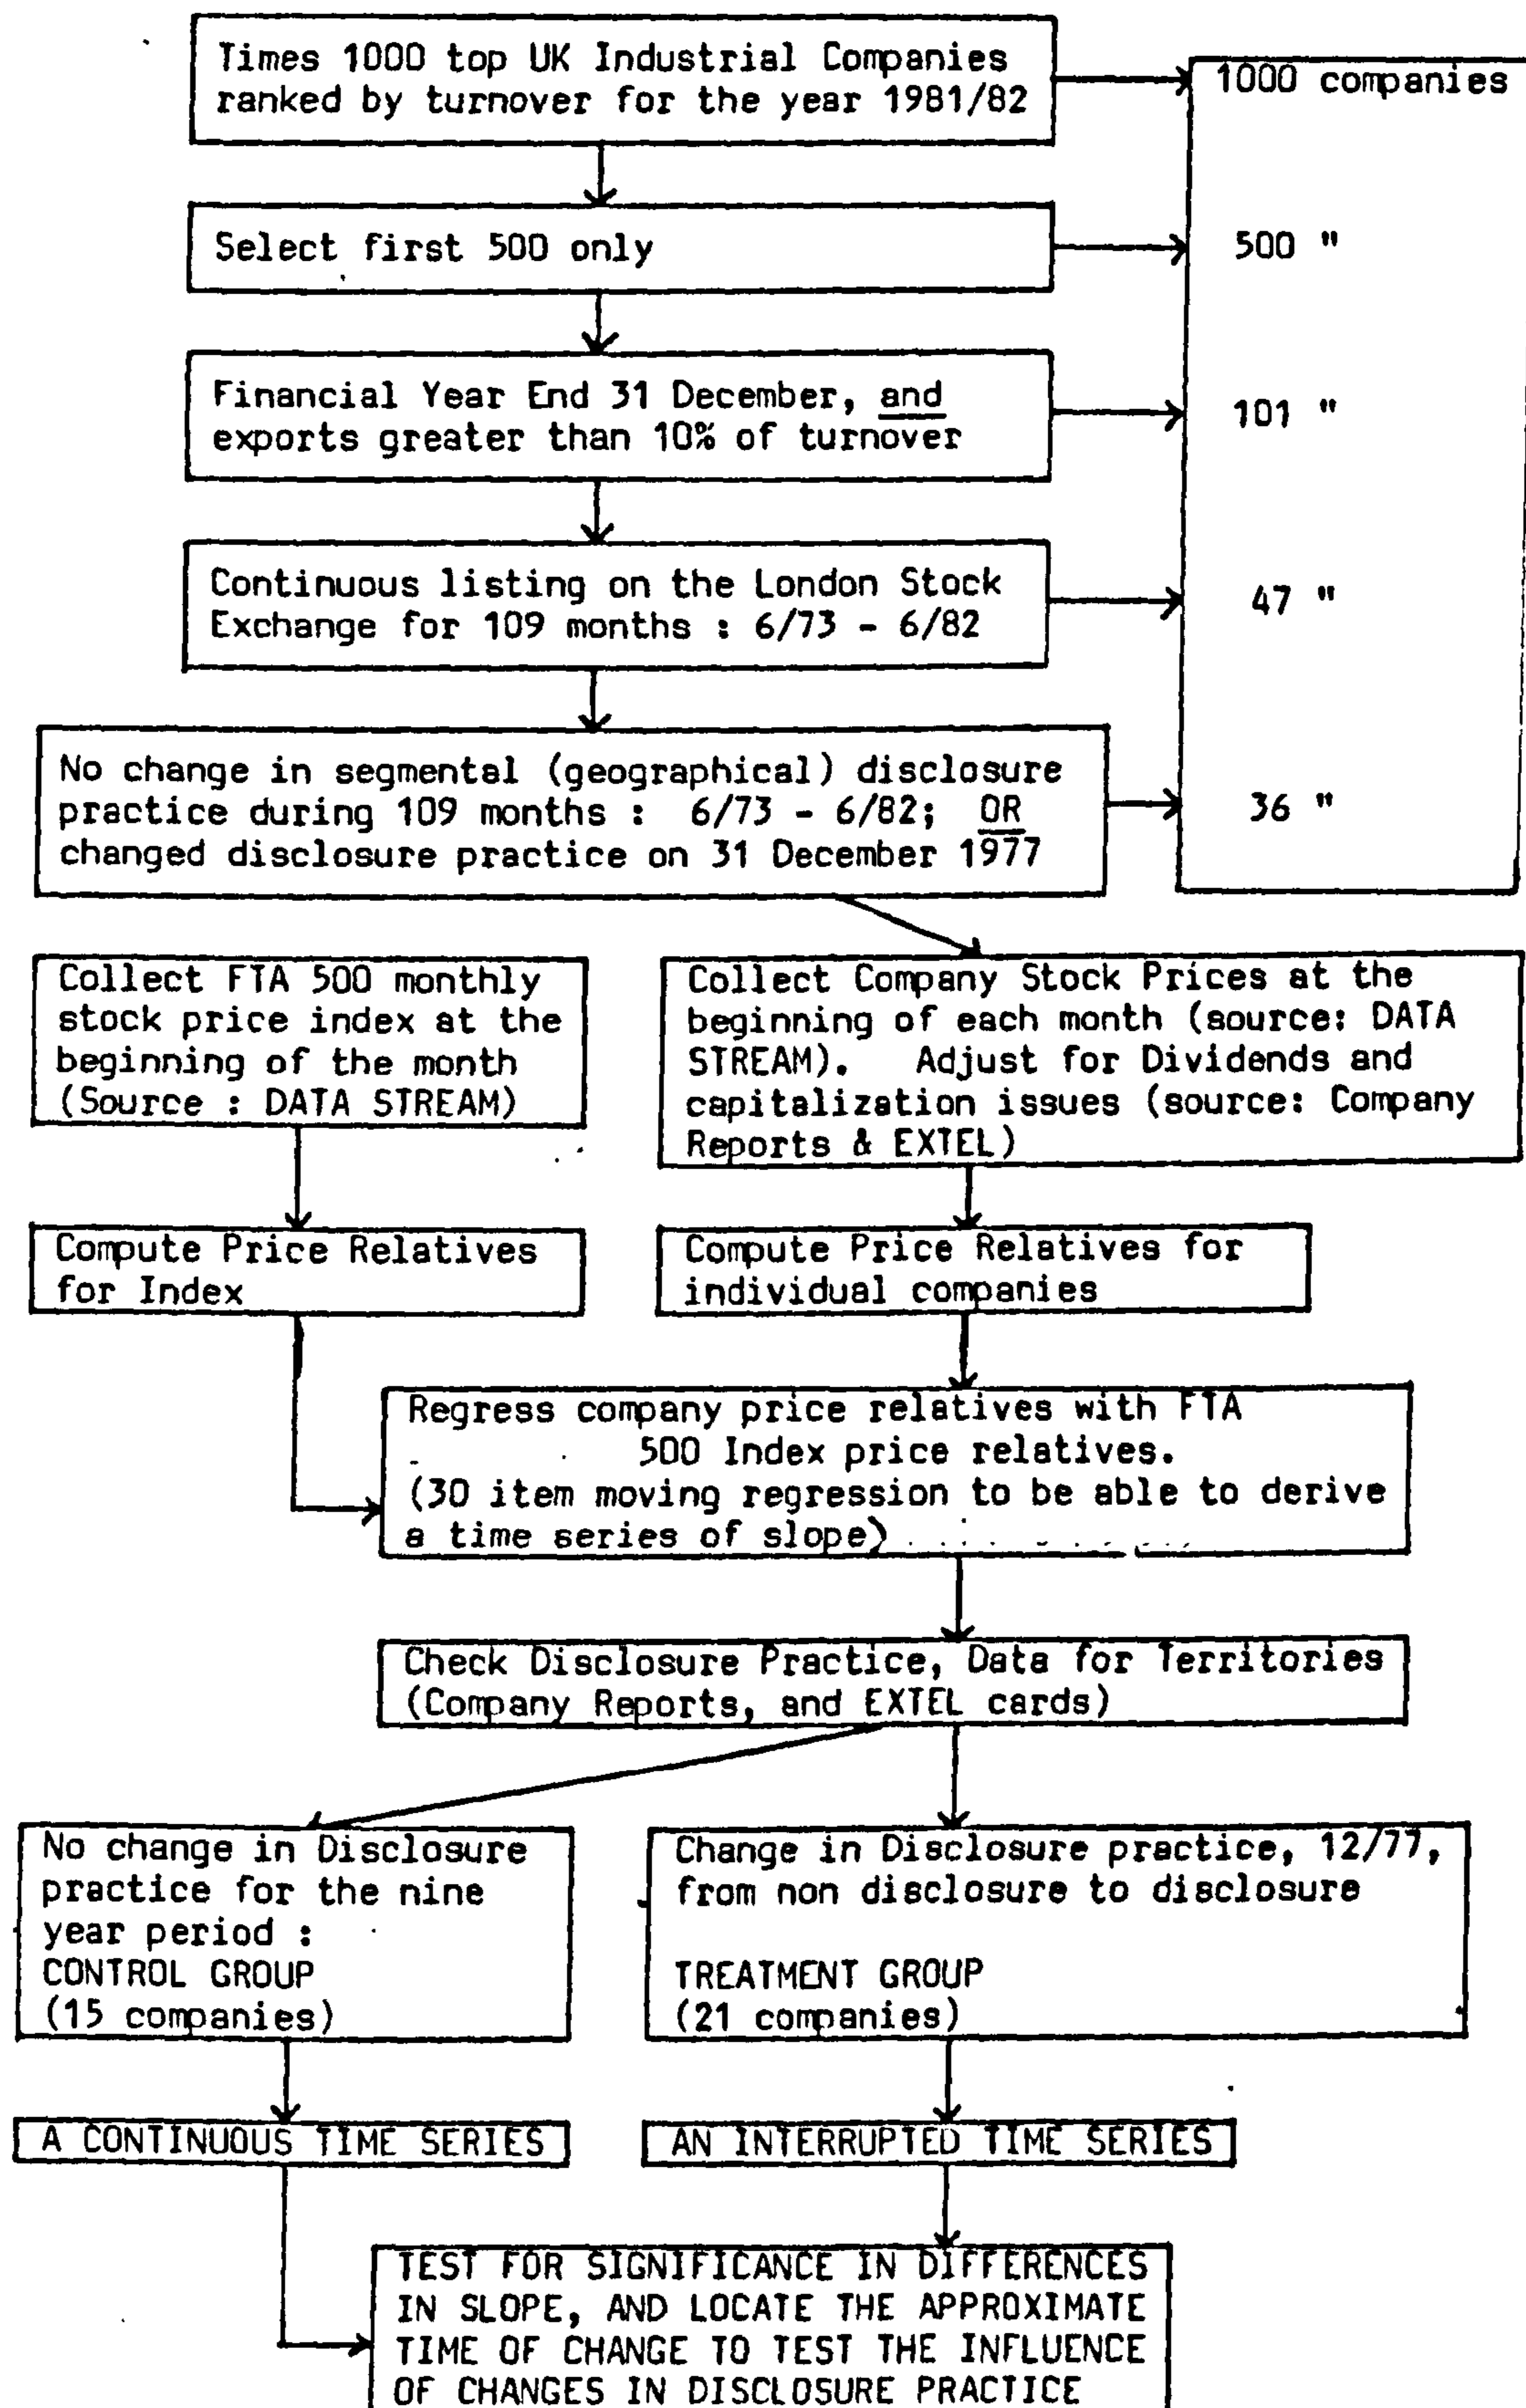 Times 1000 top UK Industrial Companies
ranked by turnover for the year 1981/82
1000 companies
Select first 500 only
500 "
Financial Year End 31 December, and
exports greater than 10% of turnover
101 "
Continuous listing on the London Stock
Exchange for 109 months : 6/73 - 6/82
47 "
No change in segmental (geographical) disclosure
practice during 109 months : 6/73 - 6/82; OR
changed disclosure practice on 31 December 1977
36 "
Collect FTA 500 monthly
stock price index at the
beginning of the month
(Source : DATA STREAM)
Collect Company Stock Prices at the
beginning of each month (source: DATA
STREAM). Adjust for Dividends and
capitalization issues (source: Company
Reports & EXTEL)
Compute Price Relatives
for Index
Compute Price Relatives for
individual companies
Regress company price relatives with FTA
500 Index price relatives.
(30 item moving regression to be able to derive
a time series of slope)
Check Disclosure Practice, Data for Territories
(Company Reports, and EXTEL cards)
No change in Disclosure
practice for the nine
year period :
CONTROL GROUP
(15 companies)
Change in Disclosure practice, 12/77,
from non disclosure to disclosure
TREATMENT GROUP
(21 companies)
A CONTINUOUS TIME SERIES
AN INTERRUPTED TIME SERIES
TEST FOR SIGNIFICANCE IN DIFFERENCES
IN SLOPE, AND LOCATE THE APPROXIMATE
TIME OF CHANGE TO TEST THE INFLUENCE
OF CHANGES IN DISCLOSURE PRACTICE